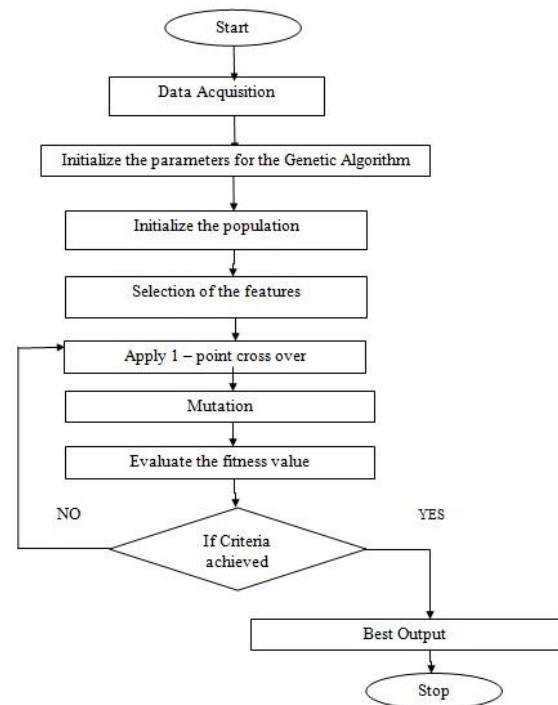 Start
Data Acquisition
Initialize the parameters for the Genetic Algorithm
Initialize the population
Selection of the features
Apply 1 – point cross over
Mutation
Evaluate the fitness value
NO
YES
If Criteria
achieved
Best Output
Stop